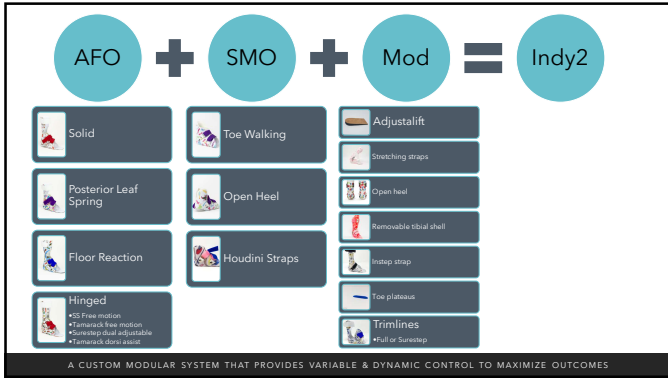 AFO + SMO + Mod = Indy2
Solid
Posterior Leaf
Spring
Floor Reaction
Hinged
•SS Free motion
•Tamarack free motion
•Surestep dual adjustable
•Tamarack dorsi assist
Toe Walking
Open Heel
Houdini Straps
Adjustalift
Stretching straps
Open heel
Removable tibial shell
Instep strap
Toe plateaus
Trimlines
•Full or Surestep
A CUSTOM MODULAR SYSTEM THAT PROVIDES VARIABLE & DYNAMIC CONTROL TO MAXIMIZE OUTCOMES